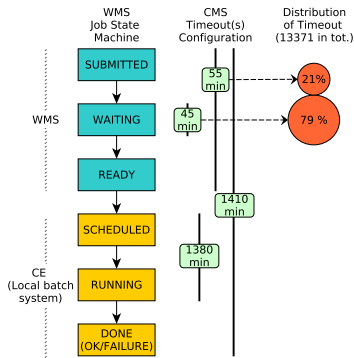 WMS
Job State
Machine
CMS
Timeout(s)
Configuration
Distribution
of Timeout
(13371 in tot.)
SUBMITTED
55
min
21%
WMS
WAITING
45
min
79 %
READY
1410
min
SCHEDULED
1380
min
CE
(Local batch
system)
RUNNING
DONE
(OK/FAILURE)